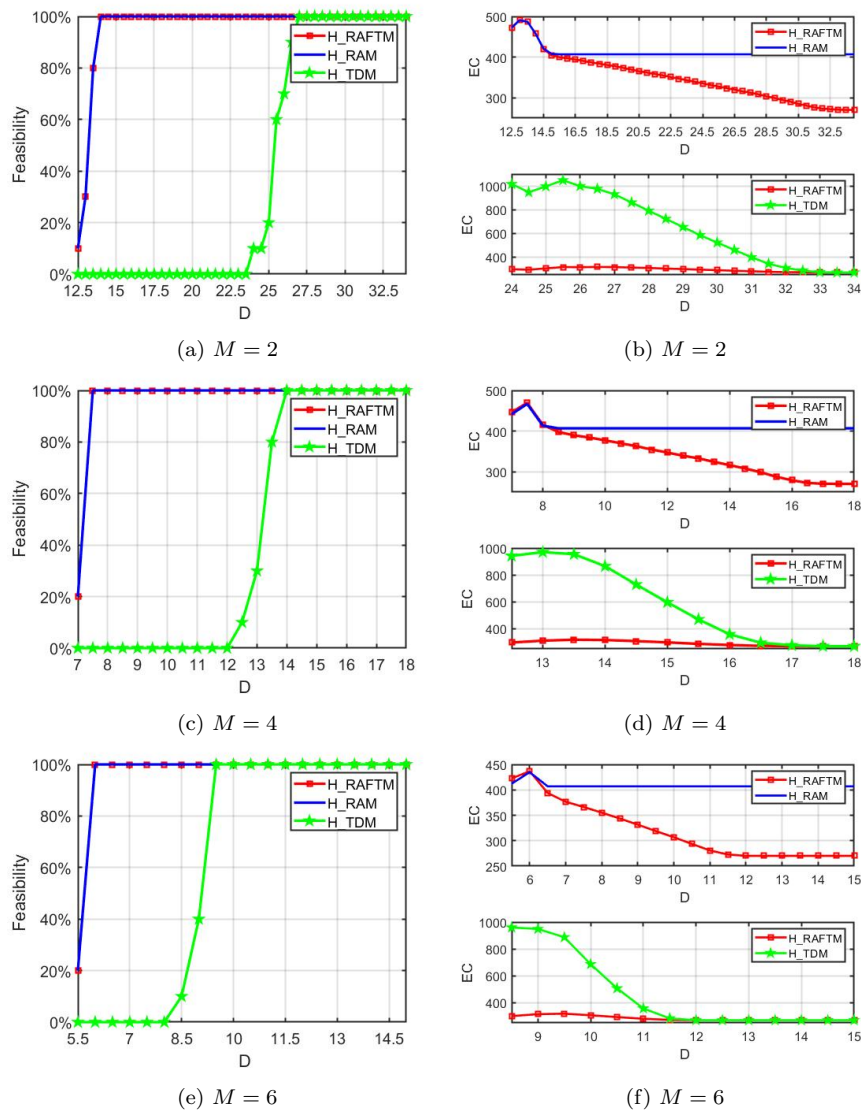 100%
80%
60%
40%
20%
0%
Feasibility
H_RAFTM
H_RAM
H_TDM
12.5 15 17.5 20 22.5 25 27.5 30 32.5
D
(a) M = 2
500
400
300
EC
H_RAFTM
H_RAM
12.5 14.5 16.5 18.5 20.5 22.5 24.5 26.5 28.5 30.5 32.5
D
1000
800
600
400
EC
H_RAFTM
H_TDM
24 25 26 27 28 29 30 31 32 33 34
D
(b) M = 2
100%
80%
60%
40%
20%
0%
Feasibility
H_RAFTM
H_RAM
H_TDM
7 8 9 10 11 12 13 14 15 16 17 18
D
(c) M = 4
500
400
300
EC
H_RAFTM
H_RAM
8 10 12 14 16 18
D
1000
800
600
400
EC
H_RAFTM
H_TDM
13 14 15 16 17 18
D
(d) M = 4
100%
80%
60%
40%
20%
0%
Feasibility
H_RAFTM
H_RAM
H_TDM
5.5 7 8.5 10 11.5 13 14.5
D
(e) M = 6
450
400
350
300
250
EC
H_RAFTM
H_RAM
6 7 8 9 10 11 12 13 14 15
D
1000
800
600
400
EC
H_RAFTM
H_TDM
9 10 11 12 13 14 15
D
(f) M = 6